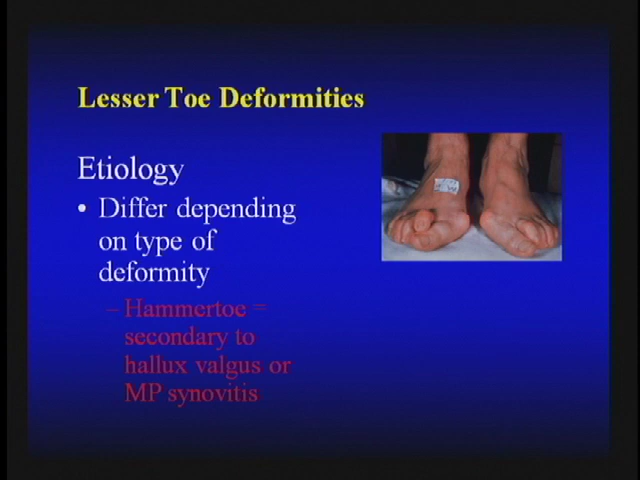 Lesser Toe Deformities
Etiology
• Differ depending
on type of
deformity
– Hammertoe =
secondary to
hallux valgus or
MP synovitis